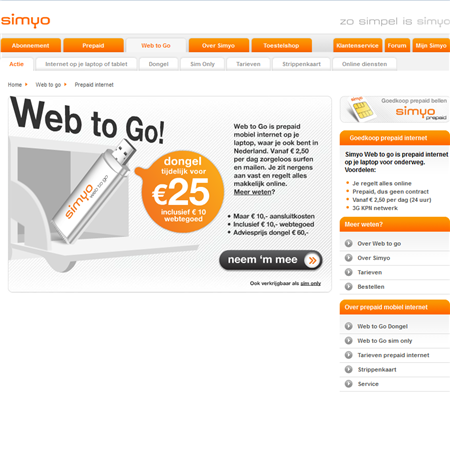 simyo
zo simpel is simyo
Abonnement Prepaid Web to Go Over Simyo Toestelshop Klantenservice Forum Mijn Simyo
Actie Internet op je laptop of tablet Dongel Sim Only Tarieven Strippenkaart Online diensten
Home Web to go Prepaid internet
Web to Go!
simyo
web to go
dongel
tijdelijk voor
€25
inclusief € 10
webtegoed
Web to Go is prepaid
mobiel internet op je
laptop, waar je ook bent in
Nederland. Vanaf € 2,50
per dag zorgeloos surfen
en mailen. Je zit nergens
aan vast en regelt alles
makkelijk online.
Meer weten?
• Maar € 10,- aansluitkosten
• Inclusief € 10,- webtegoed
• Adviesprijs dongel € 60,-
neem 'm mee
Ook verkrijgbaar als sim only
Goedkoop prepaid bellen
simyo
prepaid
Goedkoop prepaid internet
Simyo Web to go is prepaid internet
op je laptop voor onderweg.
Voordelen:
Je regelt alles online
Prepaid, dus geen contract
Vanaf € 2,50 per dag (24 uur)
3G KPN netwerk
Meer weten?
Over Web to go
Over Simyo
Tarieven
Bestellen
Over prepaid mobiel internet
Web to Go Dongel
Web to Go sim only
Tarieven prepaid internet
Strippenkaart
Service